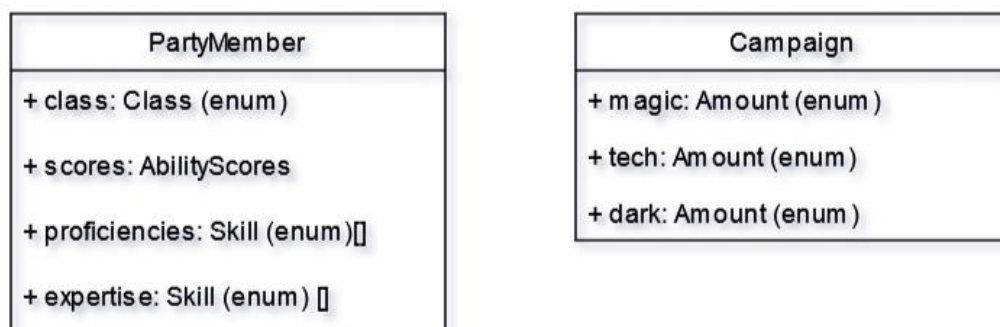 PartyMember
+ class: Class (enum)
+ scores: AbilityScores
+ proficiencies: Skill (enum)[]
+ expertise: Skill (enum) []
Campaign
+ magic: Amount (enum)
+ tech: Amount (enum)
+ dark: Amount (enum)